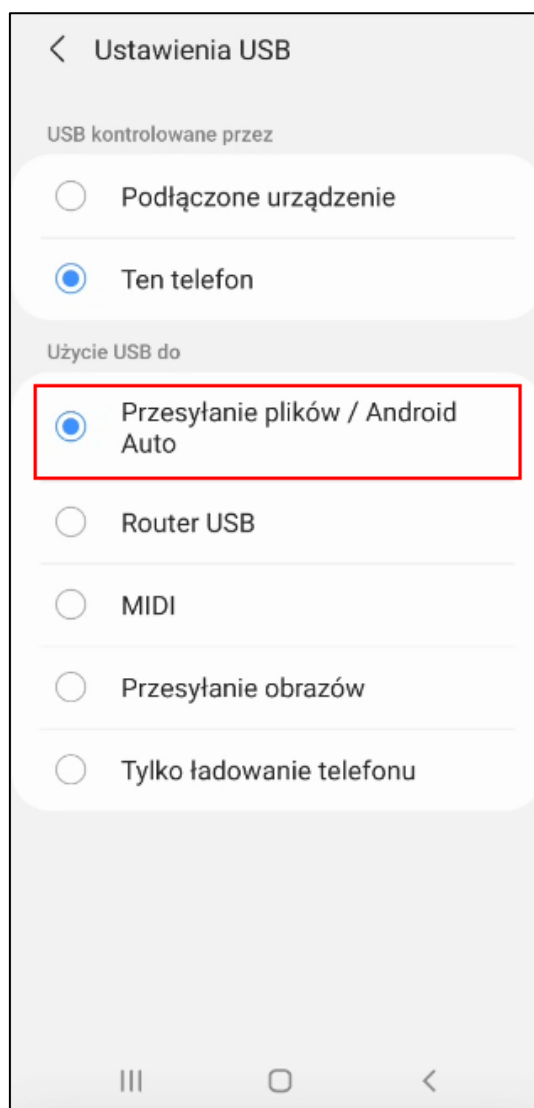 Ustawienia USB
USB kontrolowane przez
Podłączone urządzenie
Ten telefon
Użycie USB do
Przesyłanie plików / Android
Auto
Router USB
MIDI
Przesyłanie obrazów
Tylko ładowanie telefonu